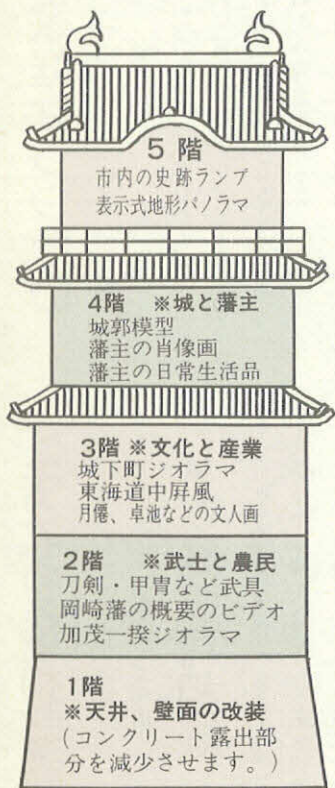 5階
市内の史跡ランプ
表示式地形パノラマ
4階　※城と藩主
城郭模型
藩主の肖像画
藩主の日常生活品
3階※文化と産業
城下町ジオラマ
東海道中屏風
月僊、卓池などの文人画
2階　※武士と農民
刀剣・甲冑など武具
岡崎藩の概要のビデオ
加茂一揆ジオラマ
1階
※天井、壁面の改装
(コンクリート露出部
分を減少させます。)